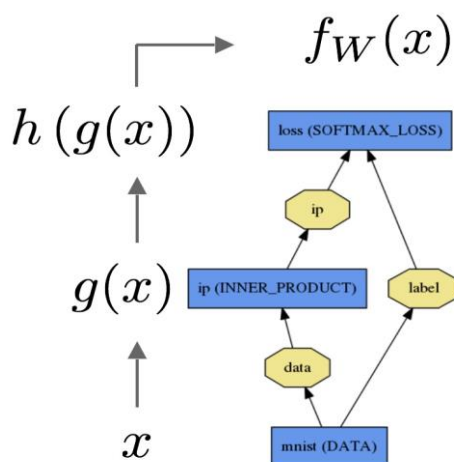 f_W(x)
h(g(x))
loss (SOFTMAX_LOSS)
ip
g(x)
ip (INNER_PRODUCT)
label
data
x
mnist (DATA)